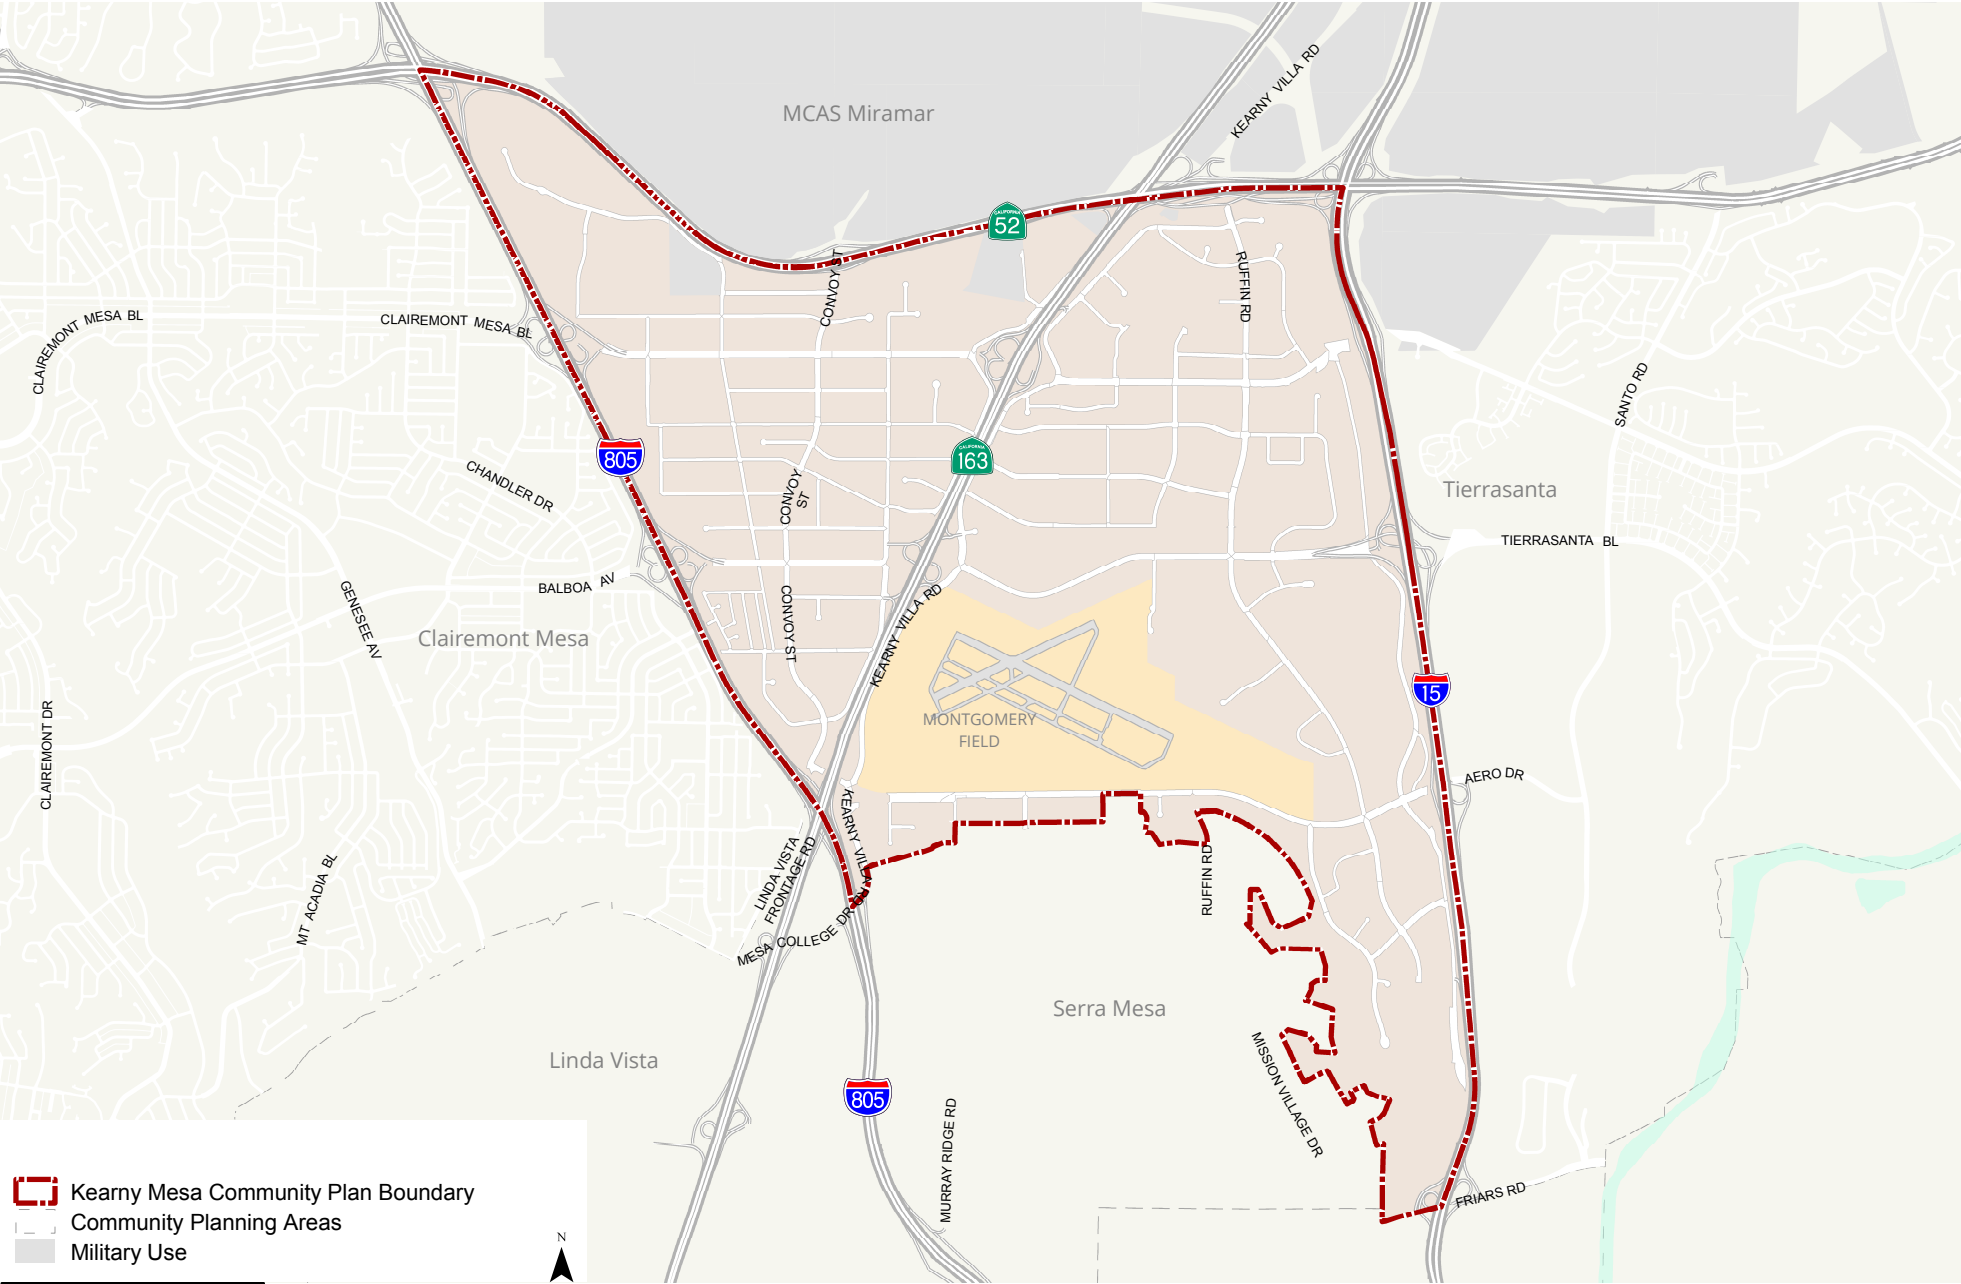 MCAS Miramar
KEARNY VILLA RD
CALIFORNIA
52
CONVOY ST
RUFFIN RD
CLAIREMONT MESA BL
CLAIREMONT MESA BL
SANTO RD
805
CALIFORNIA
163
CHANDLER DR
CONVOY
ST
Tierrasanta
TIERRASANTA BL
BALBOA AV
GENESEE AV
CONVOY ST
KEARNY VILLA RD
Clairemont Mesa
15
MONTGOMERY
FIELD
CLAIREMONT DR
AERO DR
KEARNY VILLA RD
LINDA VISTA
FRONTAGE RD
MT ACADIA BL
RUFFIN RD
MESA COLLEGE DR
Serra Mesa
Linda Vista
MISSION VILLAGE DR
805
MURRAY RIDGE RD
FRIARS RD
Kearny Mesa Community Plan Boundary
Community Planning Areas
Military Use
N